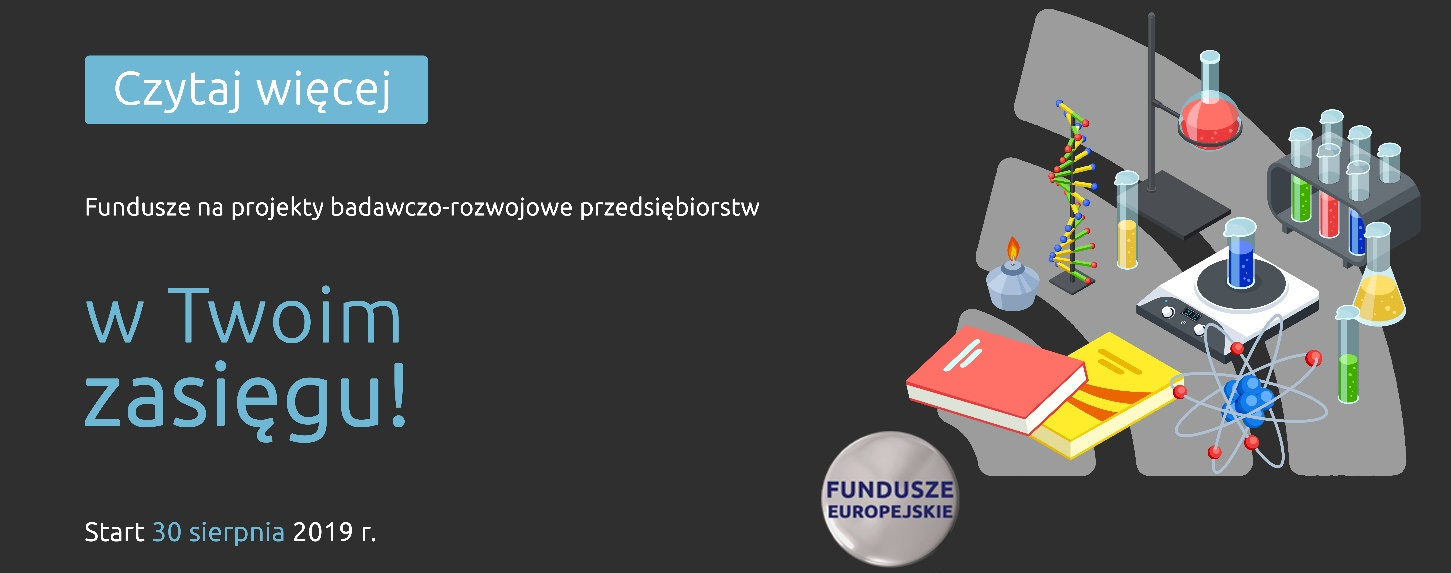 Czytaj więcej
Fundusze na projekty badawczo-rozwojowe przedsiębiorstw
w Twoim
zasięgu!
Start 30 sierpnia 2019 r.
FUNDUSZE
EUROPEJSKIE